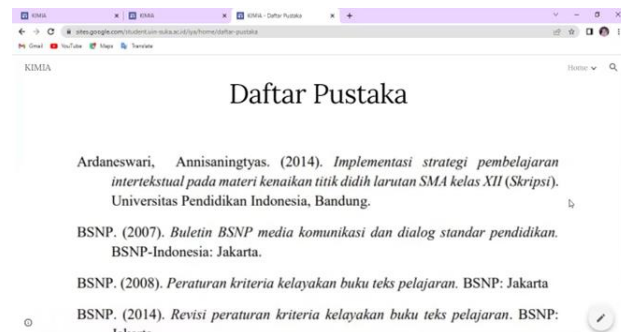 KIMIA
KIMIA
KIMIA - Daftar Pustaka
sites.google.com/student.uin-suka.ac.id/iya/home/daftar-pustaka
Gmail YouTube Maps Translate
KIMIA
Home
Daftar Pustaka
Ardaneswari, Annisaningtyas. (2014). Implementasi strategi pembelajaran
intertekstual pada materi kenaikan titik didih larutan SMA kelas XII (Skripsi).
Universitas Pendidikan Indonesia, Bandung.
BSNP. (2007). Buletin BSNP media komunikasi dan dialog standar pendidikan.
BSNP-Indonesia: Jakarta.
BSNP. (2008). Peraturan kriteria kelayakan buku teks pelajaran. BSNP: Jakarta
BSNP. (2014). Revisi peraturan kriteria kelayakan buku teks pelajaran. BSNP: